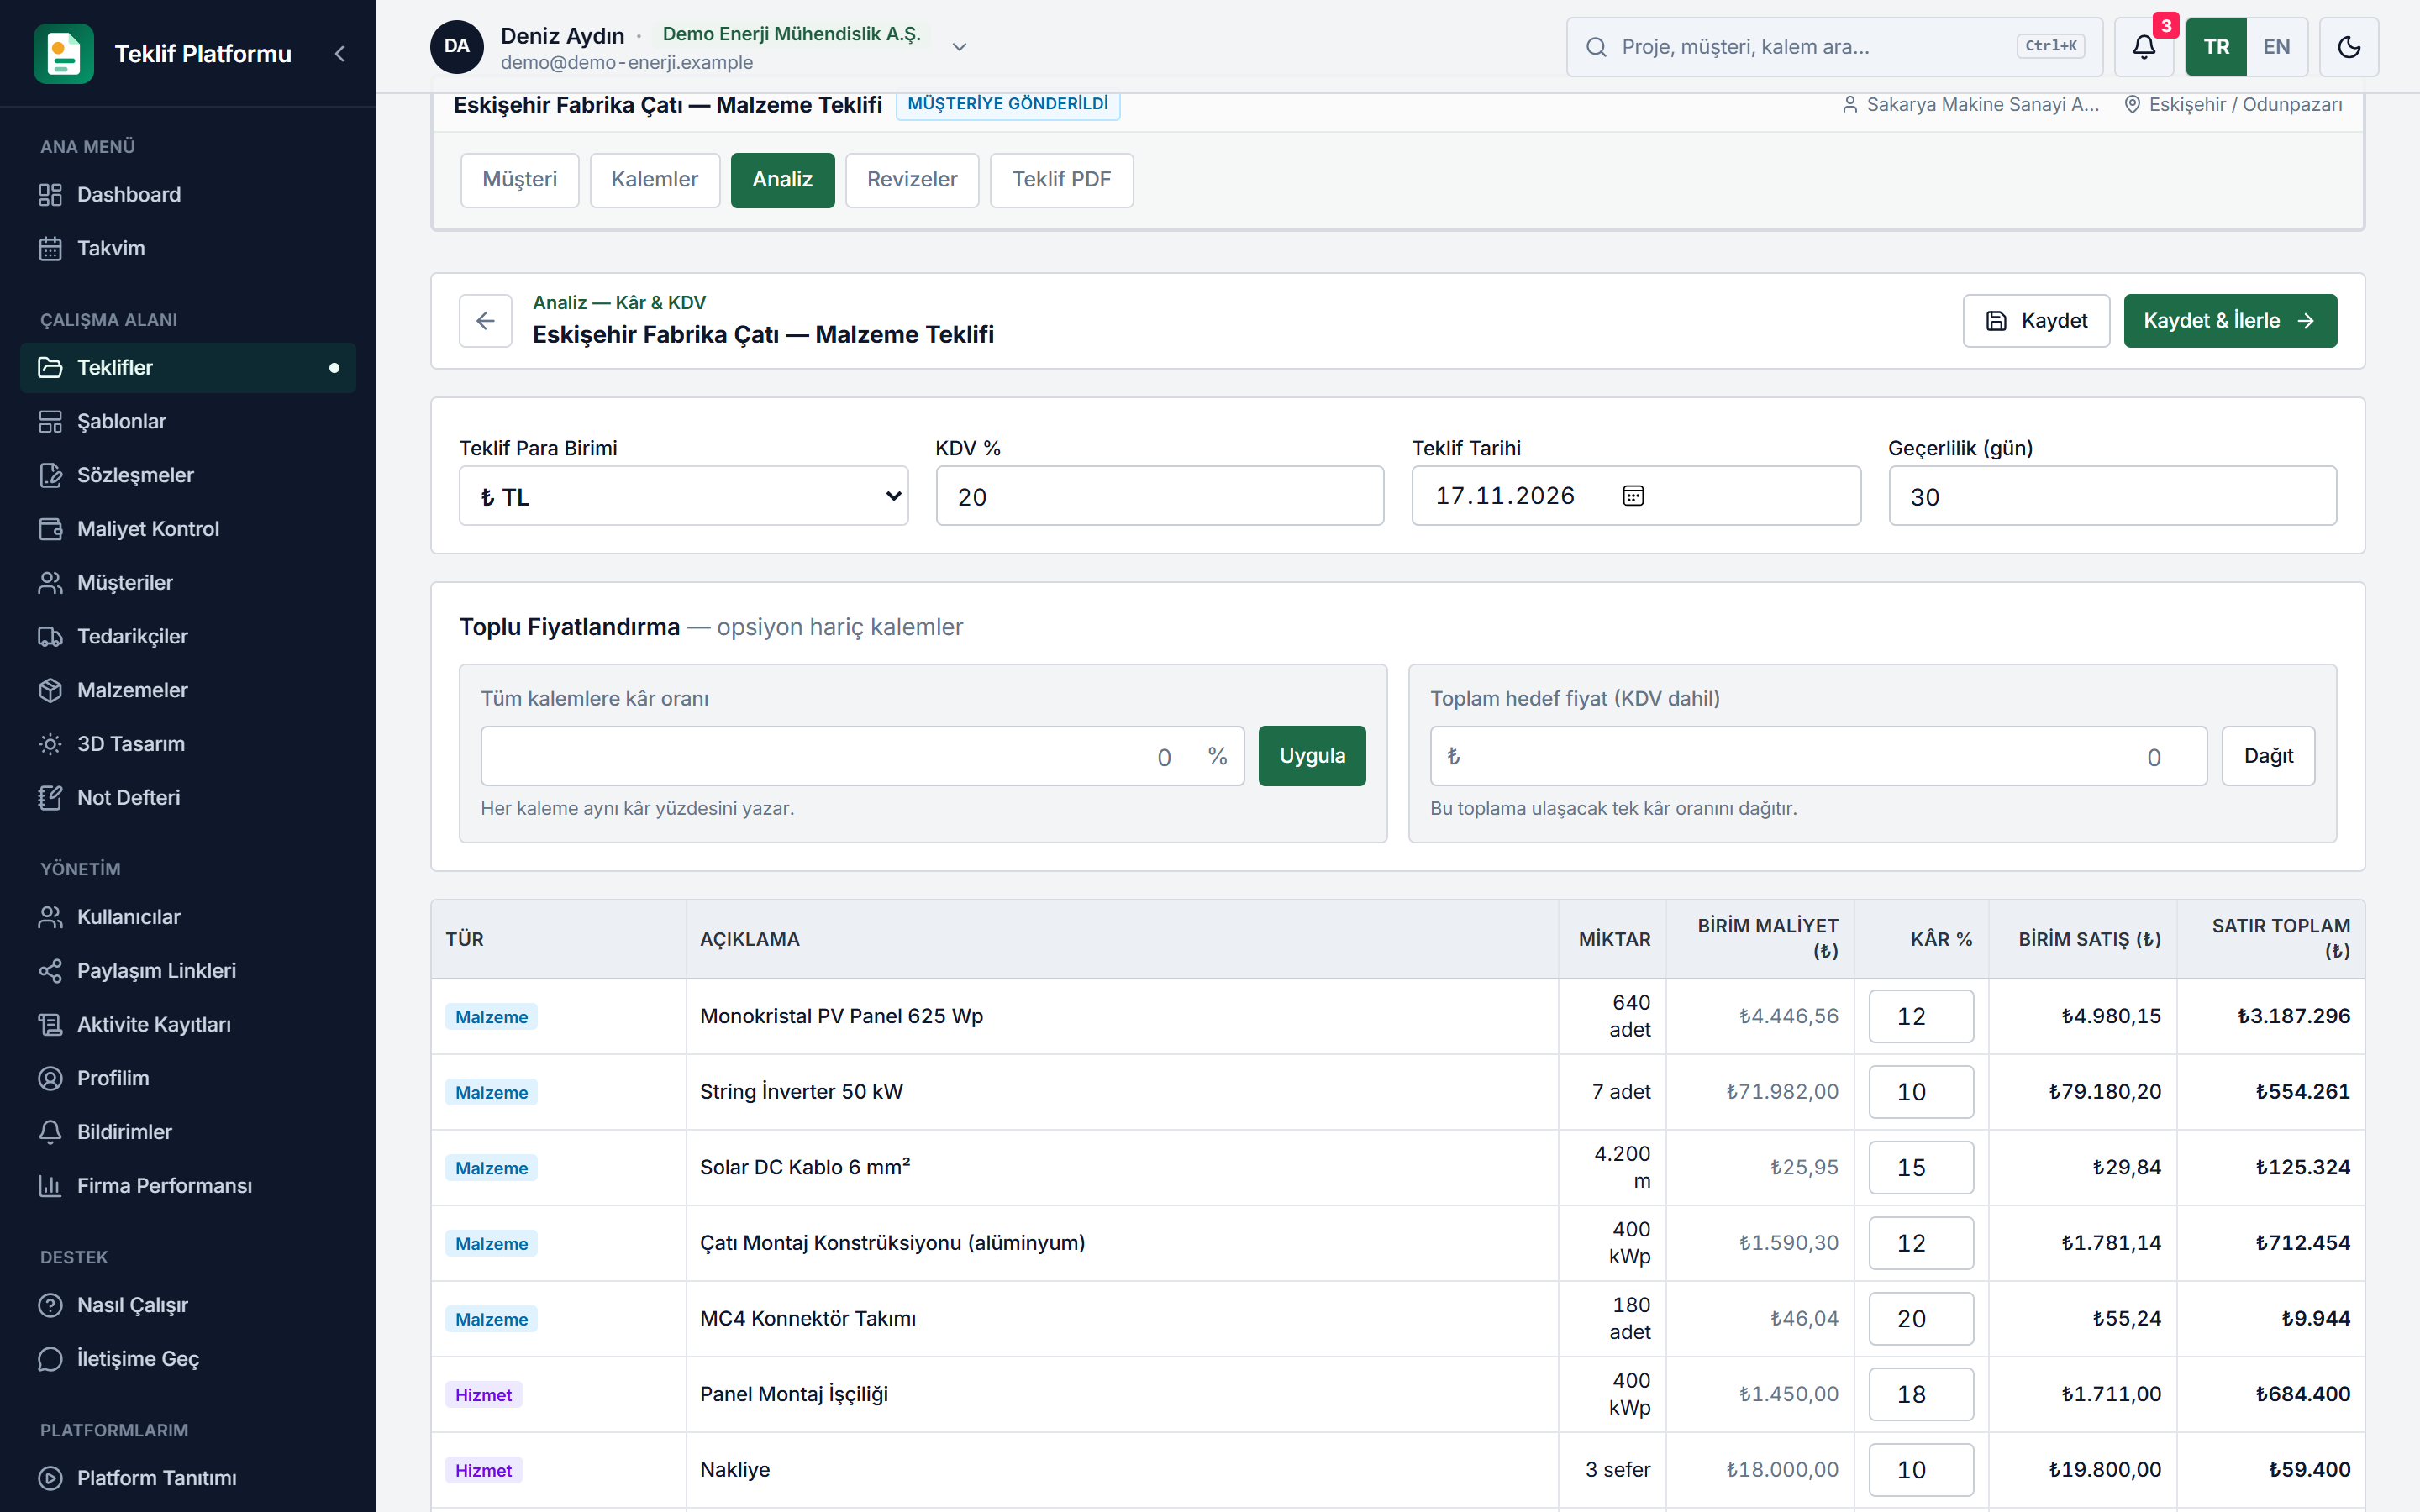 Teklif Platformu
ANA MENÜ
Dashboard
Takvim
ÇALIŞMA ALANI
Teklifler
Şablonlar
Sözleşmeler
Maliyet Kontrol
Müşteriler
Tedarikçiler
Malzemeler
3D Tasarım
Not Defteri
YÖNETİM
Kullanıcılar
Paylaşım Linkleri
Aktivite Kayıtları
Profilim
Bildirimler
Firma Performansı
DESTEK
Nasıl Çalışır
İletişime Geç
PLATFORMLARIM
Platform Tanıtımı
DA
Deniz Aydın · Demo Enerji Mühendislik A.Ş.
demo@demo-enerji.example
Proje, müşteri, kalem ara... Ctrl+K
3
TR EN
Eskişehir Fabrika Çatı — Malzeme Teklifi MÜŞTERİYE GÖNDERİLDİ Sakarya Makine Sanayi A... Eskişehir / Odunpazarı
Müşteri Kalemler Analiz Revizeler Teklif PDF
Analiz — Kâr & KDV
Eskişehir Fabrika Çatı — Malzeme Teklifi
Kaydet Kaydet & İlerle
Teklif Para Birimi KDV % Teklif Tarihi Geçerlilik (gün)
₺ TL 20 17.11.2026 30
Toplu Fiyatlandırma — opsiyon hariç kalemler
Tüm kalemlere kâr oranı
0 % Uygula
Her kaleme aynı kâr yüzdesini yazar.
Toplam hedef fiyat (KDV dahil)
₺ 0 Dağıt
Bu toplama ulaşacak tek kâr oranını dağıtır.
TÜR AÇIKLAMA MİKTAR BİRİM MALİYET (₺) KÂR % BİRİM SATIŞ (₺) SATIR TOPLAM (₺)
Malzeme Monokristal PV Panel 625 Wp 640 adet ₺4.446,56 12 ₺4.980,15 ₺3.187.296
Malzeme String İnverter 50 kW 7 adet ₺71.982,00 10 ₺79.180,20 ₺554.261
Malzeme Solar DC Kablo 6 mm² 4.200 m ₺25,95 15 ₺29,84 ₺125.324
Malzeme Çatı Montaj Konstrüksiyonu (alüminyum) 400 kWp ₺1.590,30 12 ₺1.781,14 ₺712.454
Malzeme MC4 Konnektör Takımı 180 adet ₺46,04 20 ₺55,24 ₺9.944
Hizmet Panel Montaj İşçiliği 400 kWp ₺1.450,00 18 ₺1.711,00 ₺684.400
Hizmet Nakliye 3 sefer ₺18.000,00 10 ₺19.800,00 ₺59.400